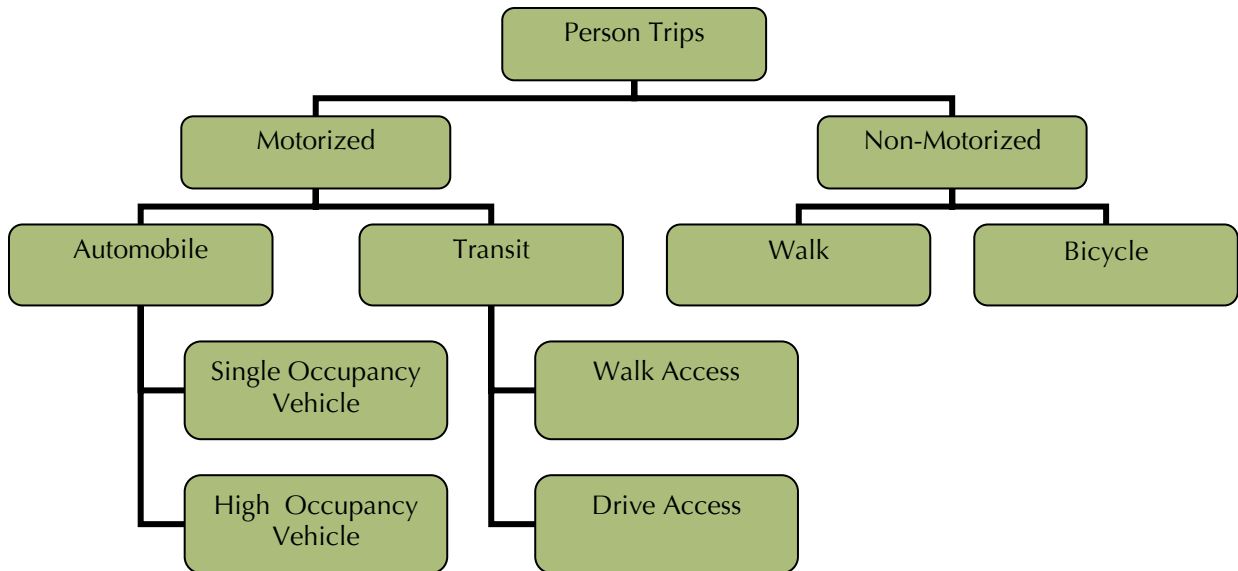 Person Trips
Motorized
Non-Motorized
Automobile
Transit
Walk
Bicycle
Single Occupancy
Vehicle
Walk Access
High Occupancy
Vehicle
Drive Access